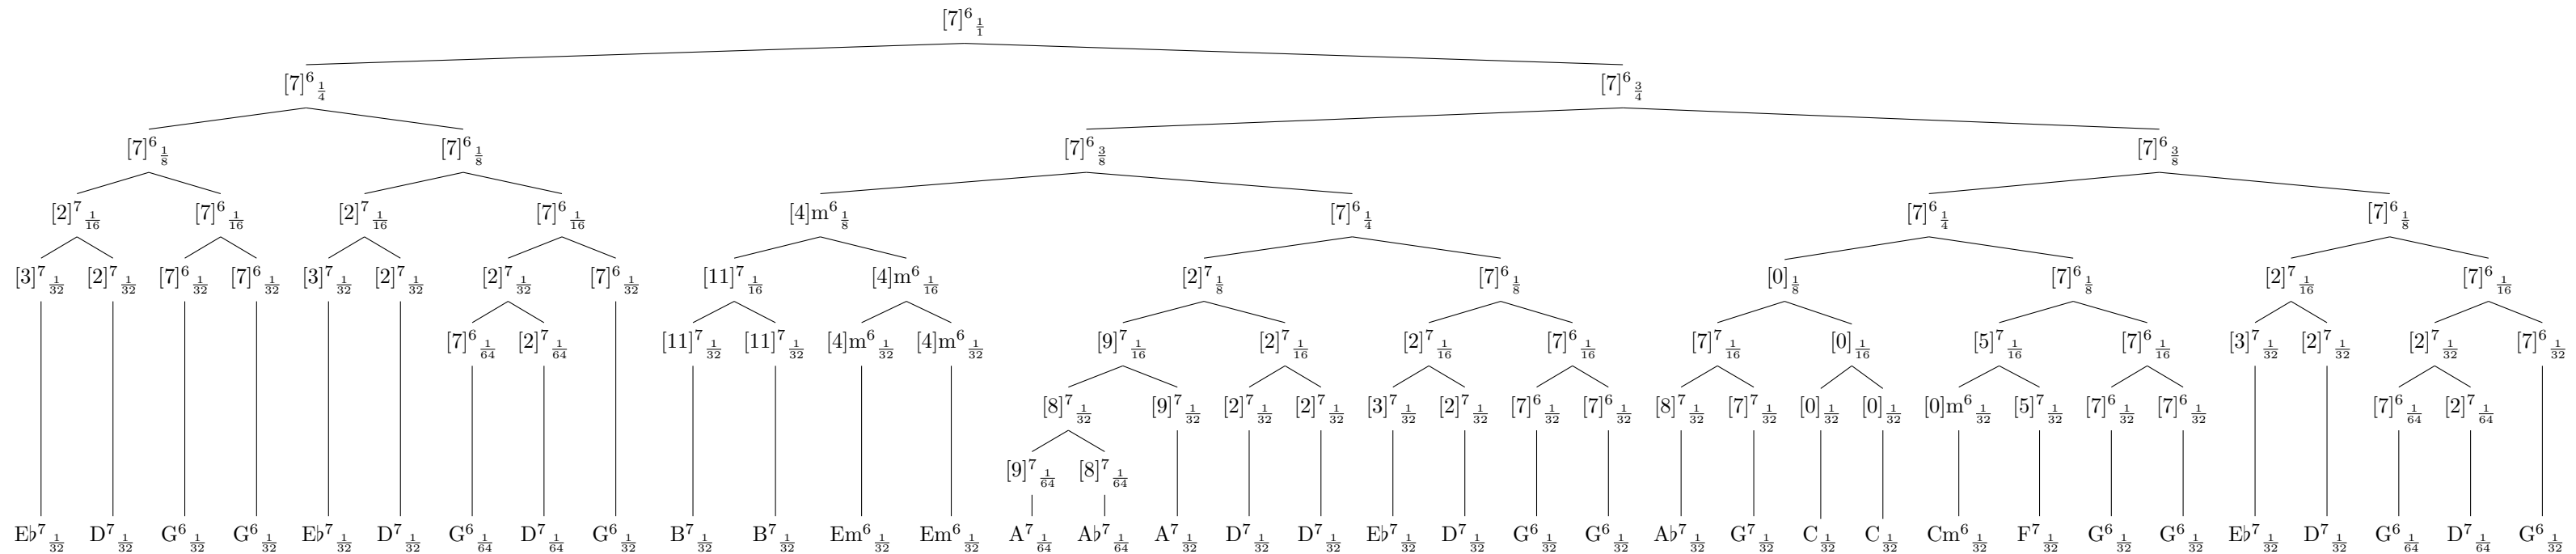 [7]⁶ 1/1
[7]⁶ 1/4 [7]⁶ 3/4
[7]⁶ 1/8 [7]⁶ 1/8 [7]⁶ 3/8 [7]⁶ 3/8
[2]⁷ 1/16 [7]⁶ 1/16 [2]⁷ 1/16 [7]⁶ 1/16 [4]m⁶ 1/8 [7]⁶ 1/4 [7]⁶ 1/4 [7]⁶ 1/8
[3]⁷ 1/32 [2]⁷ 1/32 [7]⁶ 1/32 [7]⁶ 1/32 [3]⁷ 1/32 [2]⁷ 1/32 [2]⁷ 1/32 [7]⁶ 1/32 [11]⁷ 1/16 [4]m⁶ 1/16 [2]⁷ 1/8 [7]⁶ 1/8 [0] 1/8 [7]⁶ 1/8 [2]⁷ 1/16 [7]⁶ 1/16
[7]⁶ 1/64 [2]⁷ 1/64 [11]⁷ 1/32 [11]⁷ 1/32 [4]m⁶ 1/32 [4]m⁶ 1/32 [9]⁷ 1/16 [2]⁷ 1/16 [2]⁷ 1/16 [7]⁶ 1/16 [7]⁷ 1/16 [0] 1/16 [5]⁷ 1/16 [7]⁶ 1/16 [3]⁷ 1/32 [2]⁷ 1/32 [2]⁷ 1/32 [7]⁶ 1/32
[8]⁷ 1/32 [9]⁷ 1/32 [2]⁷ 1/32 [2]⁷ 1/32 [3]⁷ 1/32 [2]⁷ 1/32 [7]⁶ 1/32 [7]⁶ 1/32 [8]⁷ 1/32 [7]⁷ 1/32 [0] 1/32 [0] 1/32 [0]m⁶ 1/32 [5]⁷ 1/32 [7]⁶ 1/32 [7]⁶ 1/32 [7]⁶ 1/64 [2]⁷ 1/64
[9]⁷ 1/64 [8]⁷ 1/64
E♭⁷ 1/32 D⁷ 1/32 G⁶ 1/32 G⁶ 1/32 E♭⁷ 1/32 D⁷ 1/32 G⁶ 1/64 D⁷ 1/64 G⁶ 1/32 B⁷ 1/32 B⁷ 1/32 Em⁶ 1/32 Em⁶ 1/32 A⁷ 1/64 A♭⁷ 1/64 A⁷ 1/32 D⁷ 1/32 D⁷ 1/32 E♭⁷ 1/32 D⁷ 1/32 G⁶ 1/32 G⁶ 1/32 A♭⁷ 1/32 G⁷ 1/32 C 1/32 C 1/32 Cm⁶ 1/32 F⁷ 1/32 G⁶ 1/32 G⁶ 1/32 E♭⁷ 1/32 D⁷ 1/32 G⁶ 1/64 D⁷ 1/64 G⁶ 1/32